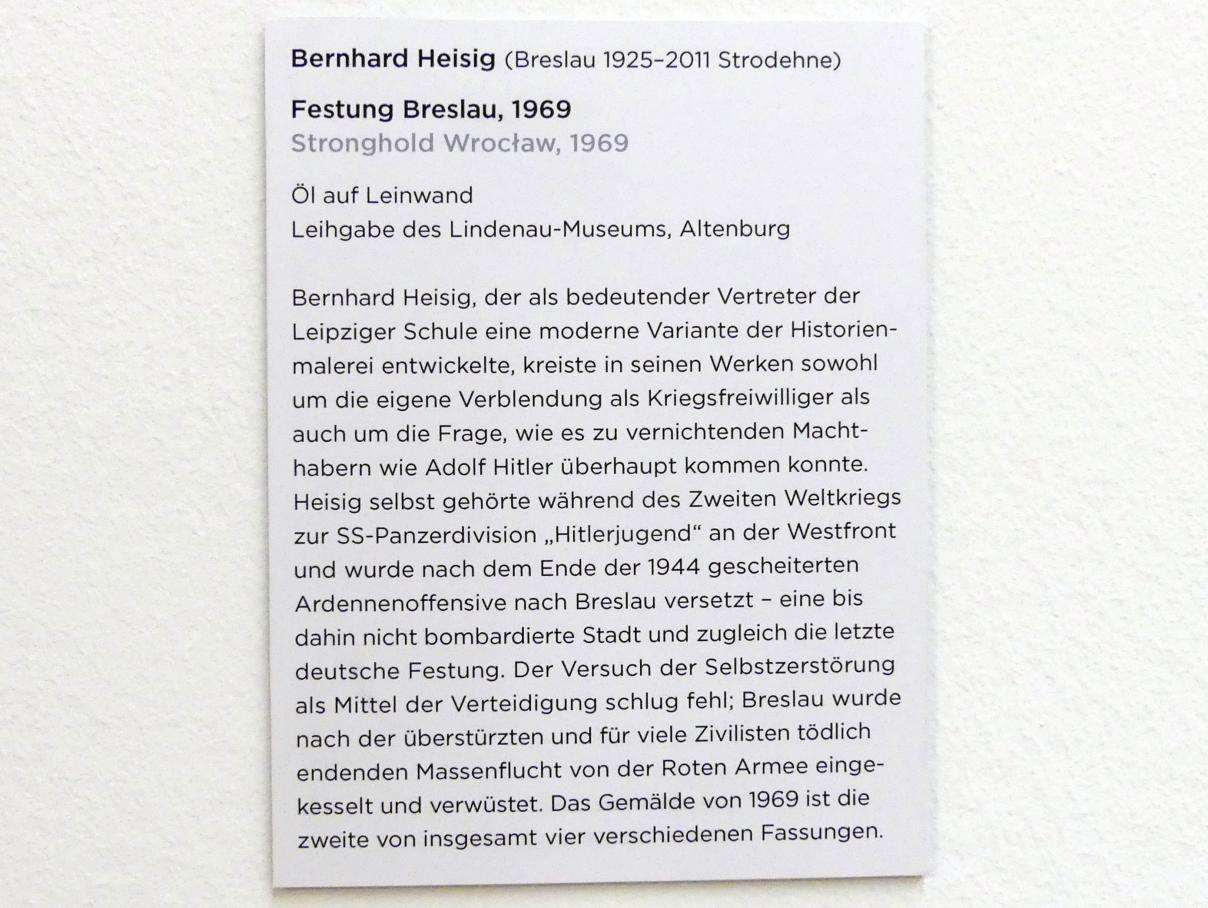 Bernhard Heisig (Breslau 1925–2011 Strodehne)
Festung Breslau, 1969
Stronghold Wrocław, 1969
Öl auf Leinwand
Leihgabe des Lindenau-Museums, Altenburg
Bernhard Heisig, der als bedeutender Vertreter der
Leipziger Schule eine moderne Variante der Historien-
malerei entwickelte, kreiste in seinen Werken sowohl
um die eigene Verblendung als Kriegsfreiwilliger als
auch um die Frage, wie es zu vernichtenden Macht-
habern wie Adolf Hitler überhaupt kommen konnte.
Heisig selbst gehörte während des Zweiten Weltkriegs
zur SS-Panzerdivision „Hitlerjugend“ an der Westfront
und wurde nach dem Ende der 1944 gescheiterten
Ardennenoffensive nach Breslau versetzt – eine bis
dahin nicht bombardierte Stadt und zugleich die letzte
deutsche Festung. Der Versuch der Selbstzerstörung
als Mittel der Verteidigung schlug fehl; Breslau wurde
nach der überstürzten und für viele Zivilisten tödlich
endenden Massenflucht von der Roten Armee einge-
kesselt und verwüstet. Das Gemälde von 1969 ist die
zweite von insgesamt vier verschiedenen Fassungen.